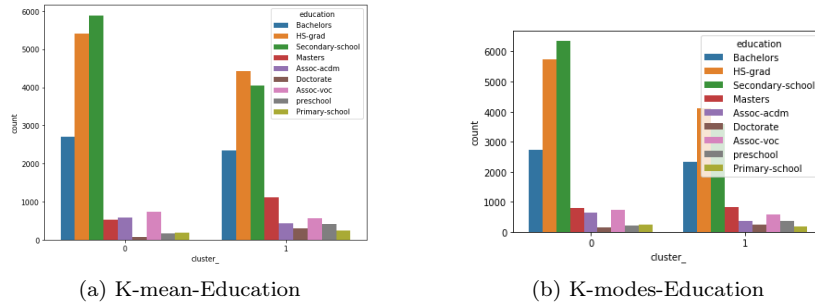 6000
5000
4000
3000
2000
1000
0
count
0
1
cluster_
education
Bachelors
HS-grad
Secondary-school
Masters
Assoc-acdm
Doctorate
Assoc-voc
preschool
Primary-school
(a) K-mean-Education
6000
5000
4000
3000
2000
1000
0
count
0
1
cluster_
education
Bachelors
HS-grad
Secondary-school
Masters
Assoc-acdm
Doctorate
Assoc-voc
preschool
Primary-school
(b) K-modes-Education